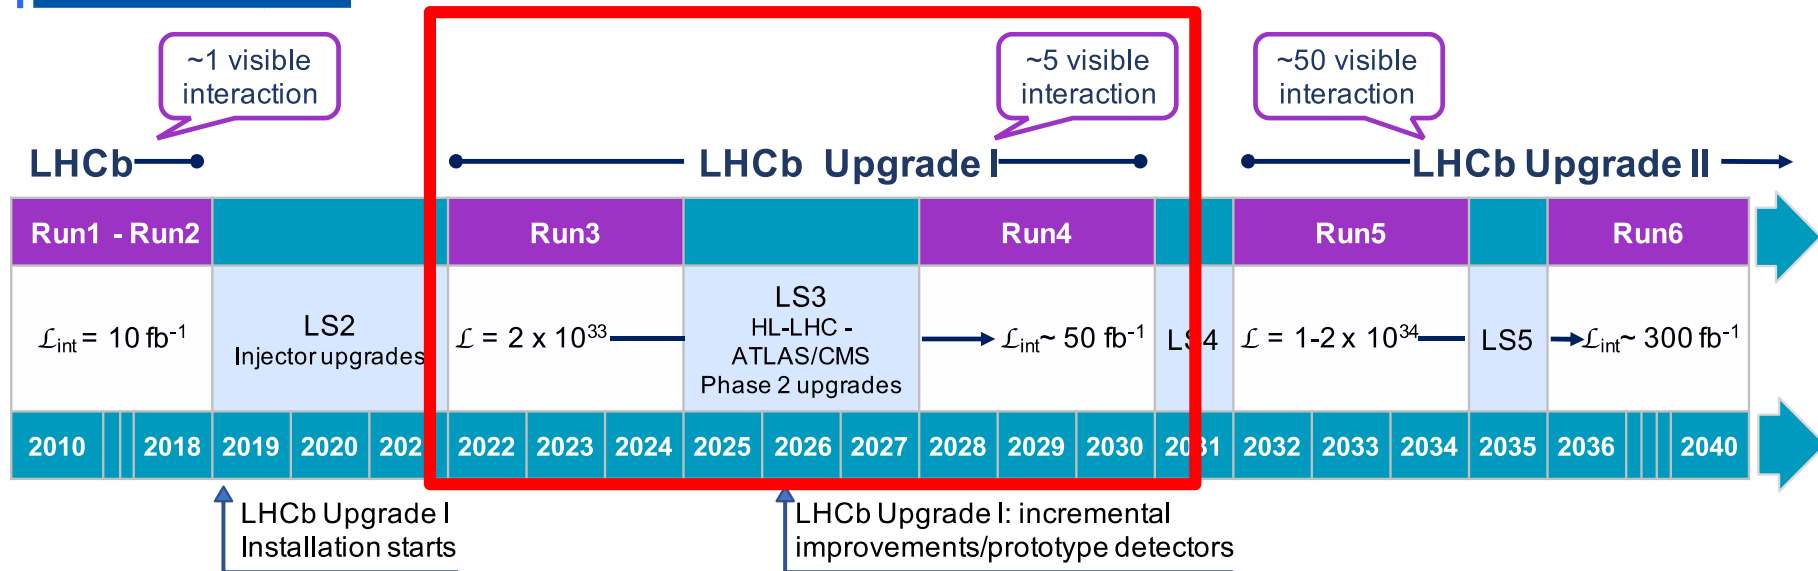 ~1 visible
interaction
~5 visible
interaction
~50 visible
interaction
LHCb
LHCb Upgrade I
LHCb Upgrade II
Run1 - Run2
Run3
Run4
Run5
Run6
ℒint = 10 fb⁻¹
LS2
Injector upgrades
ℒ = 2 x 10³³
LS3
HL-LHC -
ATLAS/CMS
Phase 2 upgrades
ℒint~ 50 fb⁻¹
LS4
ℒ = 1-2 x 10³⁴
LS5
ℒint~ 300 fb⁻¹
2010 2018 2019 2020 202 2022 2023 2024 2025 2026 2027 2028 2029 2030 2031 2032 2033 2034 2035 2036 2040
LHCb Upgrade I
Installation starts
LHCb Upgrade I: incremental
improvements/prototype detectors